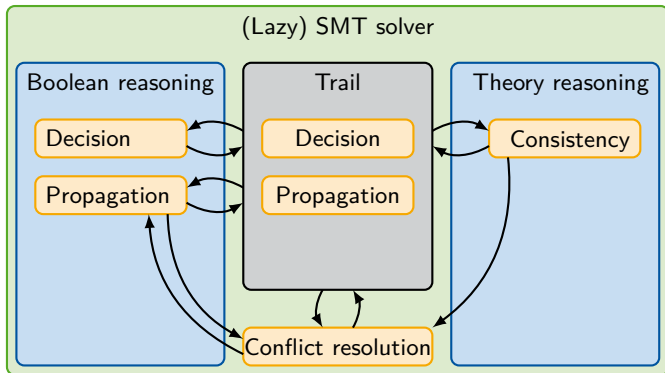 (Lazy) SMT solver
Boolean reasoning
Trail
Theory reasoning
Decision
Decision
Consistency
Propagation
Propagation
Conflict resolution